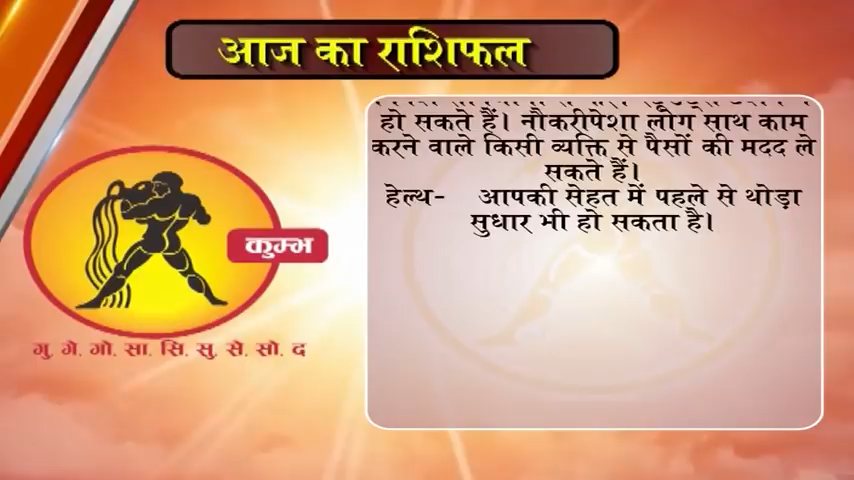 आज का राशिफल
हो सकते हैं। नौकरीपेशा लोग साथ काम
करने वाले किसी व्यक्ति से पैसों की मदद ले
सकते हैं।
हेल्थ- आपकी सेहत में पहले से थोड़ा
सुधार भी हो सकता है।
कुम्भ
गु. गे. गो. सा. सि. सु. से. सो. द